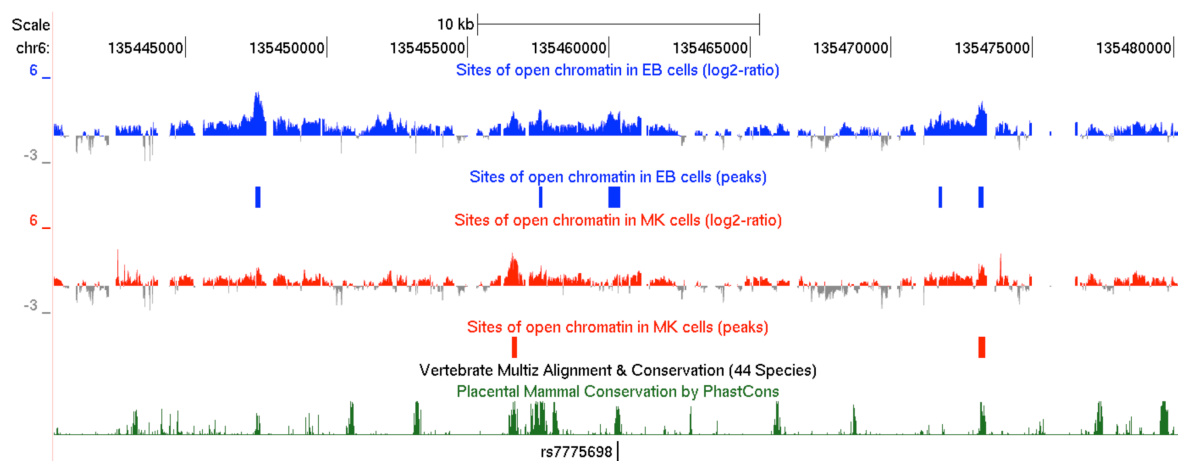 Scale 10 kb
chr6: 135445000 135450000 135455000 135460000 135465000 135470000 135475000 135480000
Sites of open chromatin in EB cells (log2-ratio)
6
-3
Sites of open chromatin in EB cells (peaks)
Sites of open chromatin in MK cells (log2-ratio)
6
-3
Sites of open chromatin in MK cells (peaks)
Vertebrate Multiz Alignment & Conservation (44 Species)
Placental Mammal Conservation by PhastCons
rs7775698